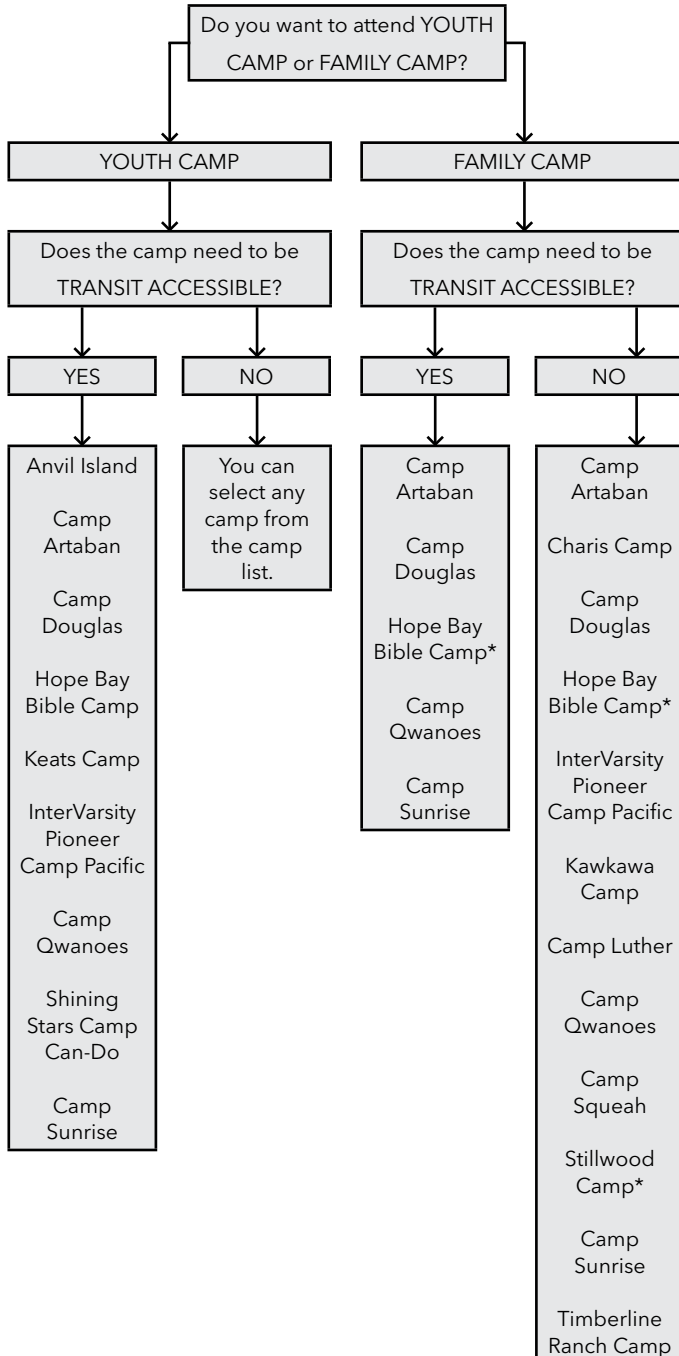 Do you want to attend YOUTH
CAMP or FAMILY CAMP?
YOUTH CAMP
Does the camp need to be
TRANSIT ACCESSIBLE?
YES
Anvil Island
Camp
Artaban
Camp
Douglas
Hope Bay
Bible Camp
Keats Camp
InterVarsity
Pioneer
Camp Pacific
Camp
Qwanoes
Shining
Stars Camp
Can-Do
Camp
Sunrise
NO
You can
select any
camp from
the camp
list.
FAMILY CAMP
Does the camp need to be
TRANSIT ACCESSIBLE?
YES
Camp
Artaban
Camp
Douglas
Hope Bay
Bible Camp*
Camp
Qwanoes
Camp
Sunrise
NO
Camp
Artaban
Charis Camp
Camp
Douglas
Hope Bay
Bible Camp*
InterVarsity
Pioneer
Camp Pacific
Kawkawa
Camp
Camp Luther
Camp
Qwanoes
Camp
Squeah
Stillwood
Camp*
Camp
Sunrise
Timberline
Ranch Camp